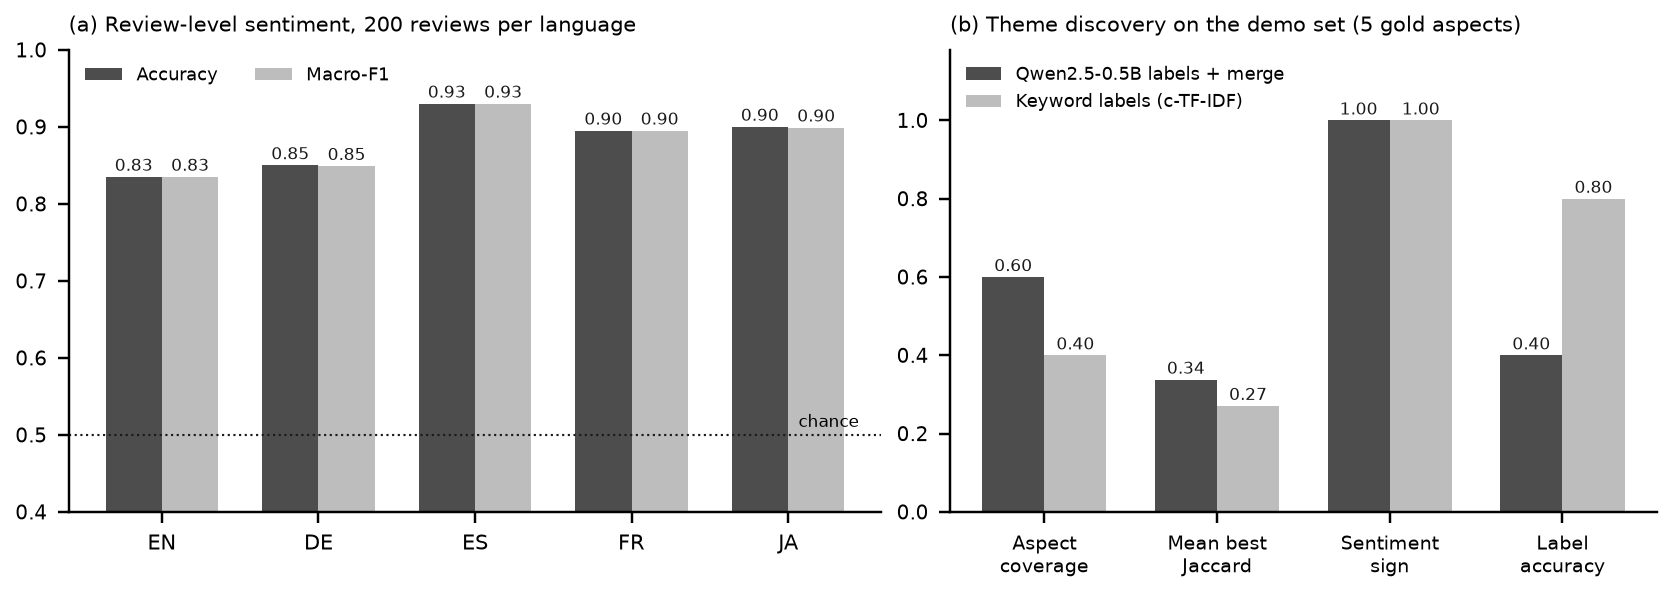 (a) Review-level sentiment, 200 reviews per language
Accuracy
Macro-F1
1.0
0.9
0.8
0.7
0.6
0.5
0.4
0.83
0.83
0.85
0.85
0.93
0.93
0.90
0.90
0.90
0.90
chance
EN
DE
ES
FR
JA
(b) Theme discovery on the demo set (5 gold aspects)
Qwen2.5-0.5B labels + merge
Keyword labels (c-TF-IDF)
1.0
0.8
0.6
0.4
0.2
0.0
0.60
0.40
0.34
0.27
1.00
1.00
0.40
0.80
Aspect
coverage
Mean best
Jaccard
Sentiment
sign
Label
accuracy